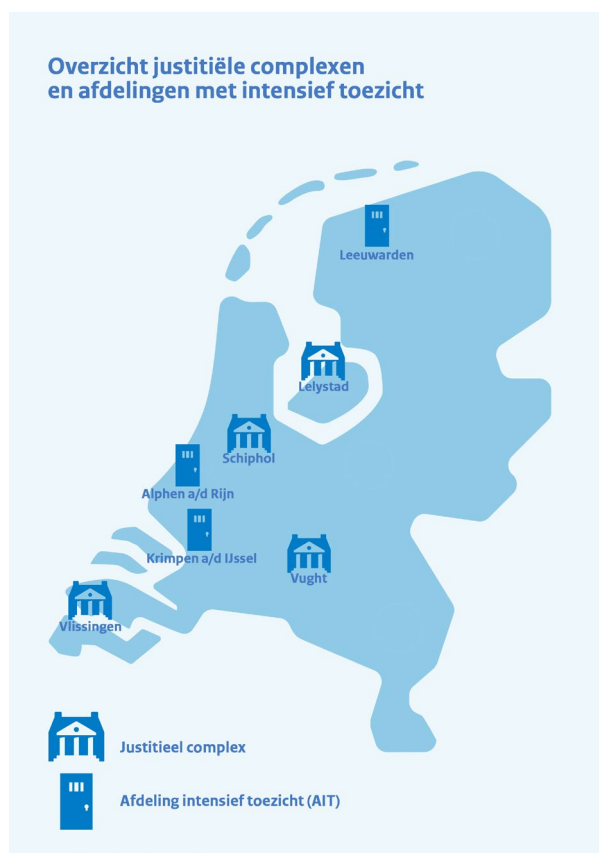 Overzicht justitiële complexen
en afdelingen met intensief toezicht
Leeuwarden
Lelystad
Schiphol
Alphen a/d Rijn
Krimpen a/d IJssel
Vught
Vlissingen
Justitieel complex
Afdeling intensief toezicht (AIT)